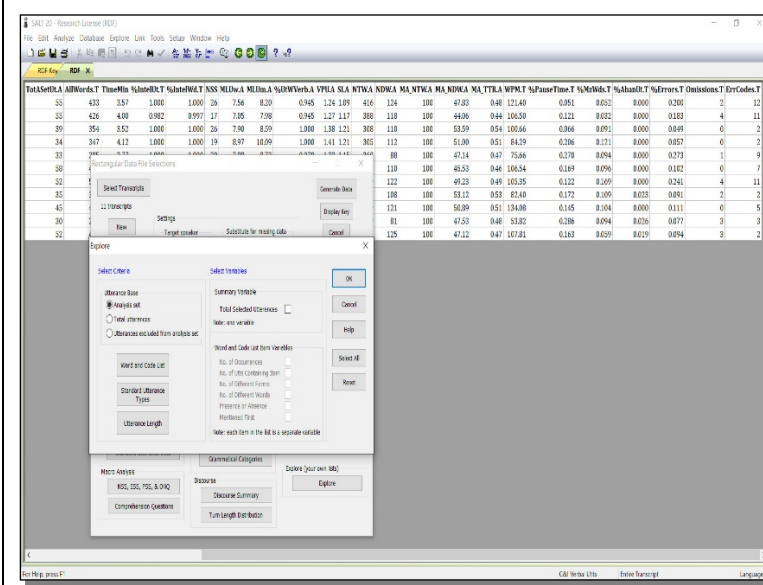 SALT 20 - Research License (RDF)
File Edit Analyze Database Explore Link Tools Setup Window Help
RDF Key RDF X
TotASetUt.A AllWords.T TimeMin %IntelUt.T %IntelWd.T NSS MLUw.A MLUm.A %UtWVerb.A VPU.A SI.A NTW.A NDW.A MA_NTW.A MA_NDW.A MA_TTR.A WPM.T %PauseTime.T %MzWds.T %AbanUt.T %Errors.T Omissions.T ErrCodes.T
55 433 3.57 1.000 1.000 26 7.56 8.20 0.945 1.24 1.09 416 124 100 47.83 0.48 121.40 0.051 0.052 0.000 0.200 2 12
55 426 4.00 0.982 0.997 17 7.05 7.98 0.945 1.27 1.17 388 118 100 45.04 0.44 106.50 0.121 0.032 0.000 0.183 4 11
39 354 3.52 1.000 1.000 26 7.90 8.59 1.000 1.38 1.21 308 110 100 53.59 0.54 100.66 0.066 0.091 0.000 0.049 0 2
34 347 4.12 1.000 1.000 19 8.97 10.09 1.000 1.41 1.21 305 112 100 51.00 0.51 84.29 0.206 0.121 0.000 0.057 0 2
33 88 100 47.14 0.47 75.66 0.270 0.094 0.000 0.273 1 9
58 110 100 45.53 0.46 106.54 0.169 0.096 0.000 0.102 0 7
52 122 100 49.23 0.49 105.35 0.122 0.169 0.000 0.241 4 11
35 108 100 53.12 0.53 82.40 0.172 0.109 0.023 0.091 2 2
45 121 100 50.89 0.51 134.08 0.145 0.104 0.000 0.111 0 5
30 81 100 47.53 0.48 53.82 0.286 0.094 0.026 0.077 3 3
52 125 100 47.12 0.47 107.81 0.163 0.059 0.019 0.094 3 2
Rectangular Data File Selections
Select Transcripts Generate Data
11 transcripts Display Key
New Settings
Target speaker Substitute for missing data Cancel
Explore X
Select Criteria Select Variables OK
Utterance Base Summary Variable
Analysis set Total Selected Utterances Cancel
Total utterances Note: one variable
Utterances excluded from analysis set Help
Word and Code List Item Variables
Word and Code List No. of Occurrences Select All
No. of Utts Containing Item
Standard Utterance Types No. of Different Forms Reset
No. of Different Words
Presence or Absence
Utterance Length Mentioned First
Note: each item in the list is a separate variable
Grammatical Categories
Macro Analysis Discourse Explore (your own lists)
NSS, ESS, PSS, & ONQ Discourse Summary Explore
Comprehension Questions Turn Length Distribution
For Help, press F1 C&I Verbal Utts Entire Transcript Language